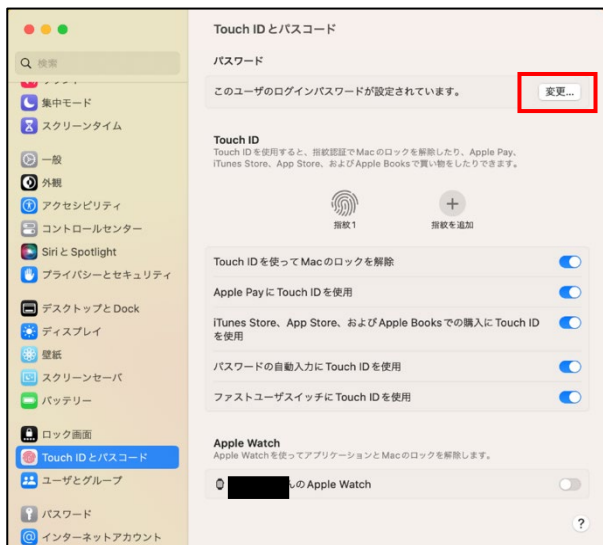 Touch IDとパスコード
検索
集中モード
スクリーンタイム
一般
外観
アクセシビリティ
コントロールセンター
SiriとSpotlight
プライバシーとセキュリティ
デスクトップとDock
ディスプレイ
壁紙
スクリーンセーバ
バッテリー
ロック画面
Touch IDとパスコード
ユーザとグループ
パスワード
インターネットアカウント
パスワード
このユーザのログインパスワードが設定されています。
変更...
Touch ID
Touch IDを使用すると、指紋認証でMacのロックを解除したり、Apple Pay、
iTunes Store、App Store、およびApple Booksで買い物をしたりできます。
指紋1
指紋を追加
Touch IDを使ってMacのロックを解除
Apple PayにTouch IDを使用
iTunes Store、App Store、およびApple Booksでの購入にTouch ID
を使用
パスワードの自動入力にTouch IDを使用
ファストユーザスイッチにTouch IDを使用
Apple Watch
Apple Watchを使ってアプリケーションとMacのロックを解除します。
んのApple Watch
?